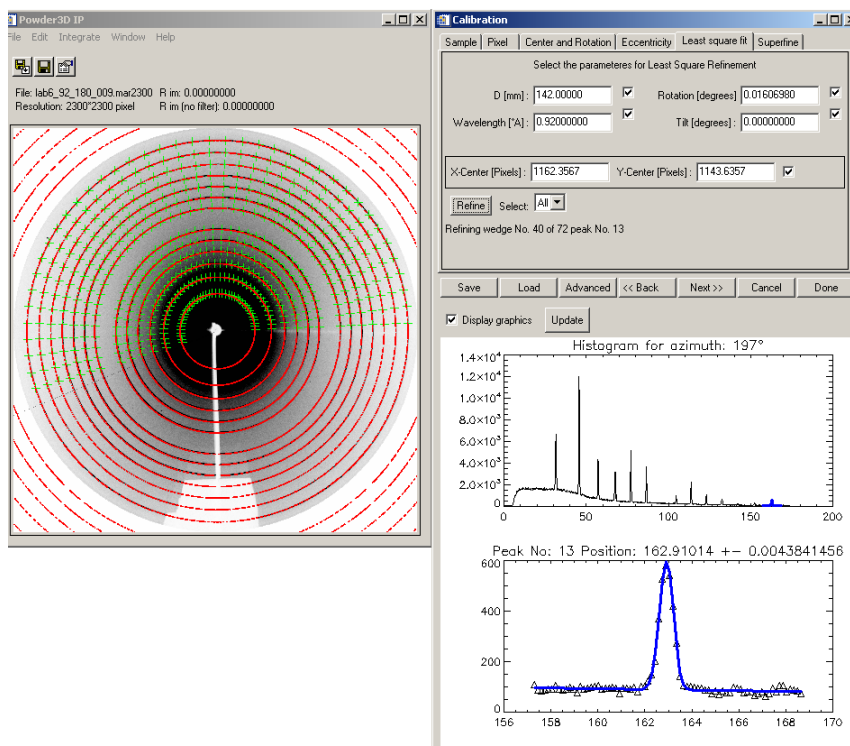 Powder3D IP
File Edit Integrate Window Help
File: lab6_92_180_009.mar2300 R im: 0.00000000
Resolution: 2300*2300 pixel R im (no filter): 0.00000000
Calibration
Sample Pixel Center and Rotation Eccentricity Least square fit Superfine
Select the parameteres for Least Square Refinement
D [mm] : 142.00000 Rotation [degrees] 0.01606980
Wavelength [*A] : 0.92000000 Tilt [degrees] : 0.00000000
X-Center [Pixels] : 1162.3567 Y-Center [Pixels] : 1143.6357
Refine Select: All
Refining wedge No. 40 of 72 peak No. 13
Save Load Advanced << Back Next >> Cancel Done
Display graphics Update
Histogram for azimuth: 197°
1.4×10⁴
1.2×10⁴
1.0×10⁴
8.0×10³
6.0×10³
4.0×10³
2.0×10³
0
0 50 100 150 200
Peak No: 13 Position: 162.91014 +- 0.0043841456
600
400
200
0
156 158 160 162 164 166 168 170